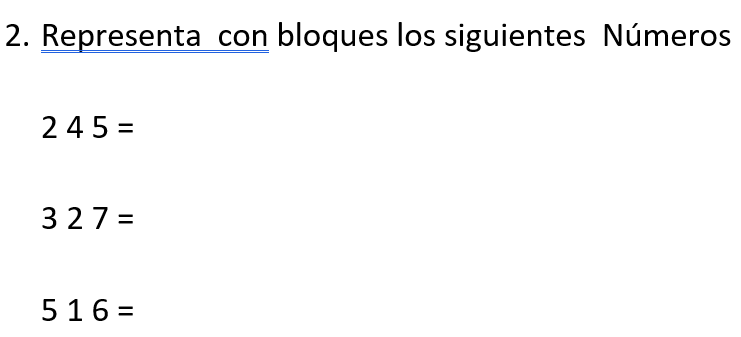 2. Representa  con bloques los siguientes  Números
2 4 5 =
3 2 7 =
5 1 6 =